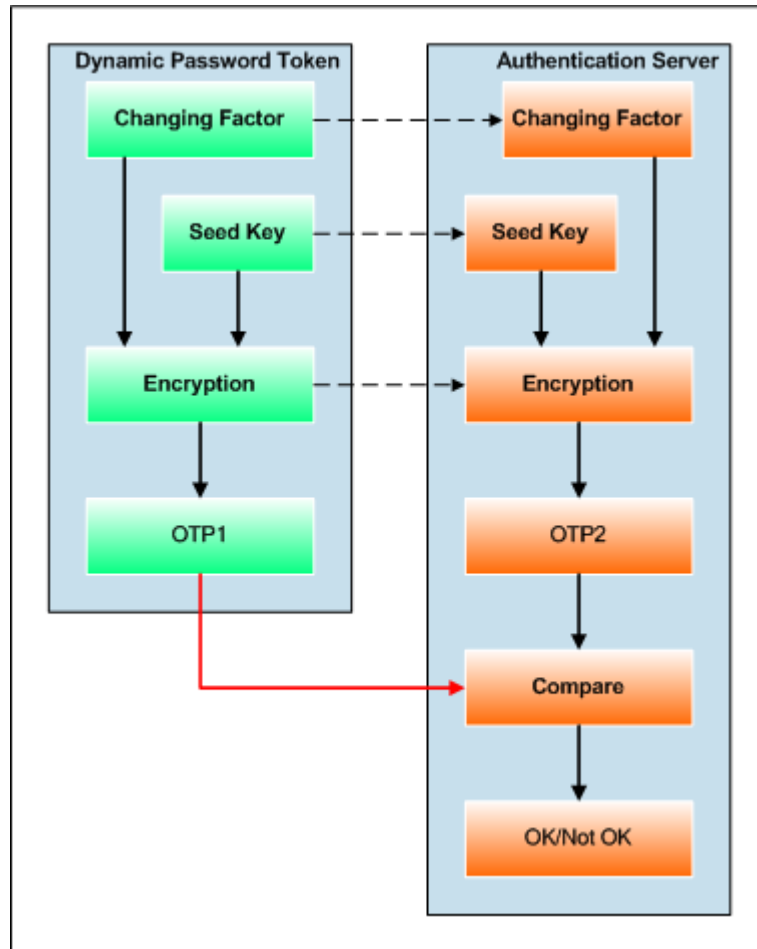 Dynamic Password Token
Changing Factor
Seed Key
Encryption
OTP1
Authentication Server
Changing Factor
Seed Key
Encryption
OTP2
Compare
OK/Not OK